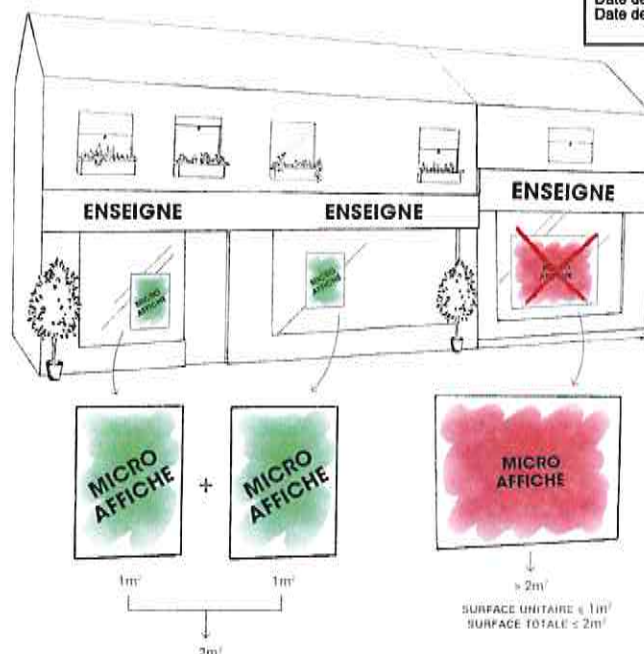 Date de
Date de
ENSEIGNE
ENSEIGNE
ENSEIGNE
MICRO
AFFICHE
MICRO
AFFICHE
MICRO
AFFICHE
MICRO
AFFICHE
+
MICRO
AFFICHE
MICRO
AFFICHE
1m²
1m²
2m²
> 2m²
SURFACE UNITAIRE ≤ 1m²
SURFACE TOTALE ≤ 2m²